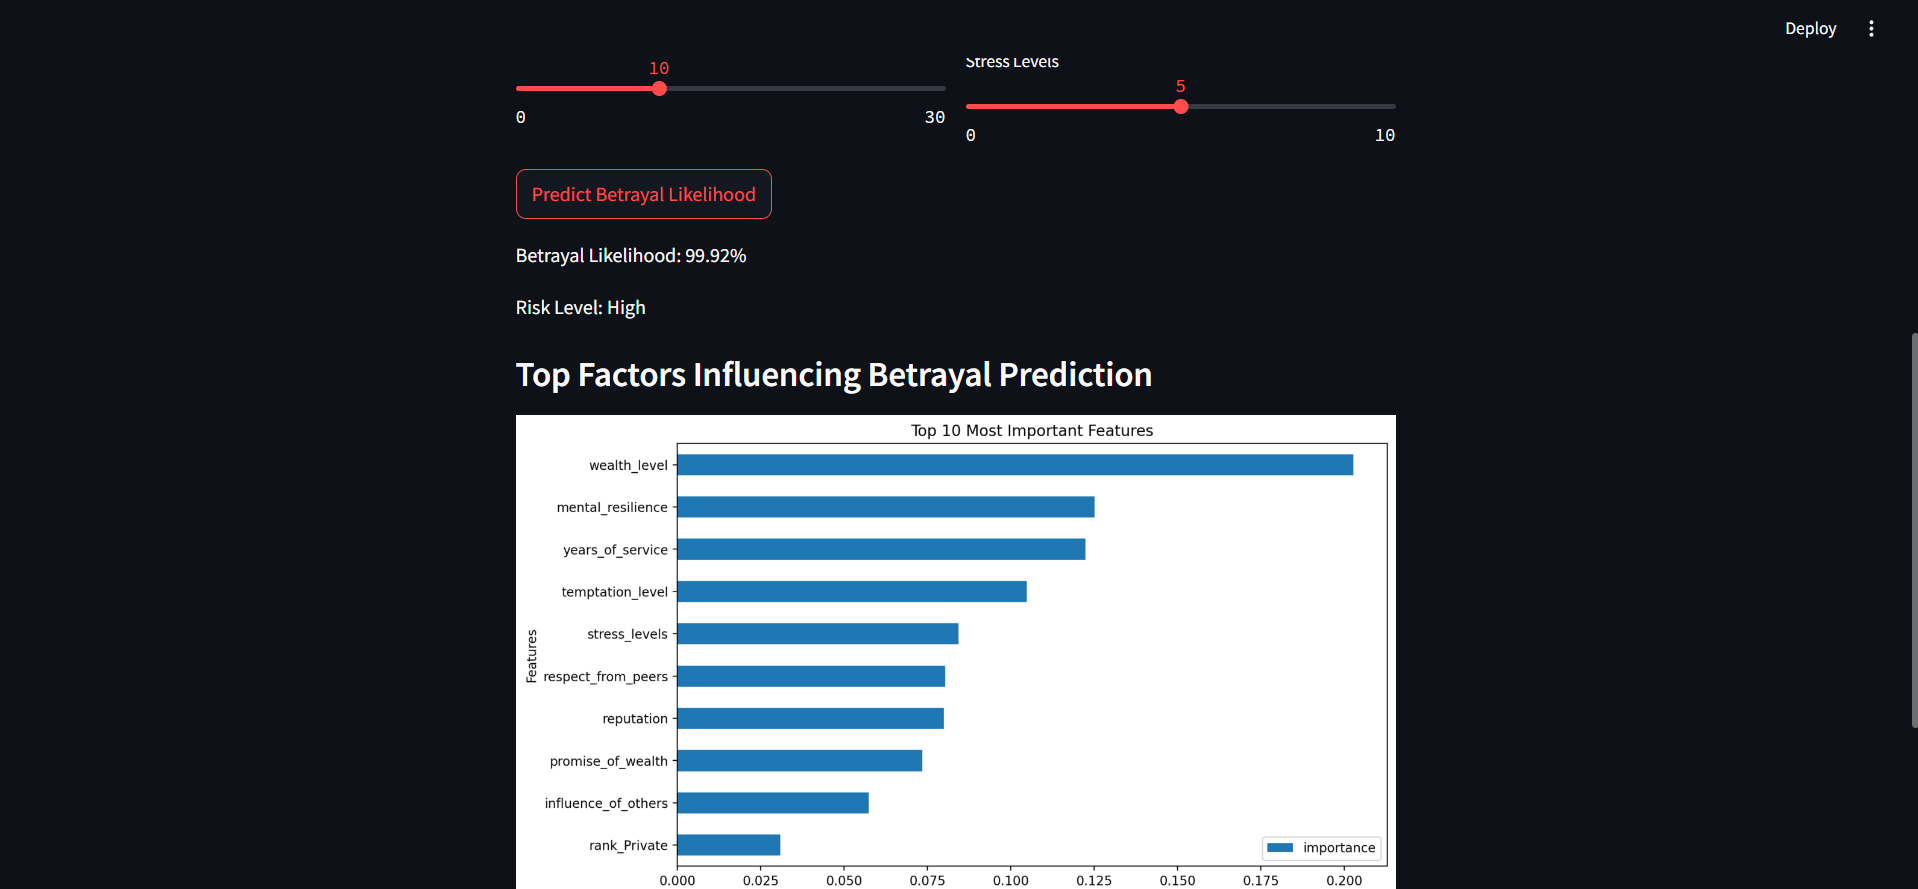 Deploy
10
0 30
Stress Levels
5
0 10
Predict Betrayal Likelihood
Betrayal Likelihood: 99.92%
Risk Level: High
Top Factors Influencing Betrayal Prediction
Top 10 Most Important Features
Features
wealth_level
mental_resilience
years_of_service
temptation_level
stress_levels
respect_from_peers
reputation
promise_of_wealth
influence_of_others
rank_Private
importance
0.000 0.025 0.050 0.075 0.100 0.125 0.150 0.175 0.200